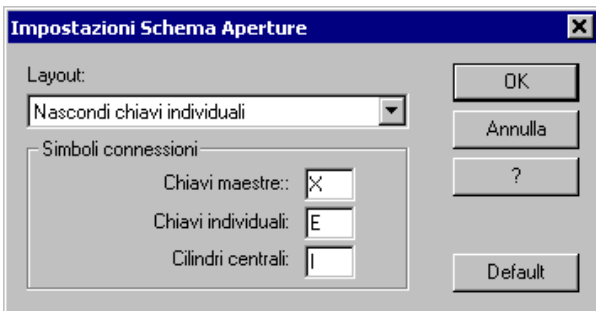 Impostazioni Schema Aperture
Layout:
Nascondi chiavi individuali
Simboli connessioni
Chiavi maestre:: X
Chiavi individuali: E
Cilindri centrali: I
OK
Annulla
?
Default